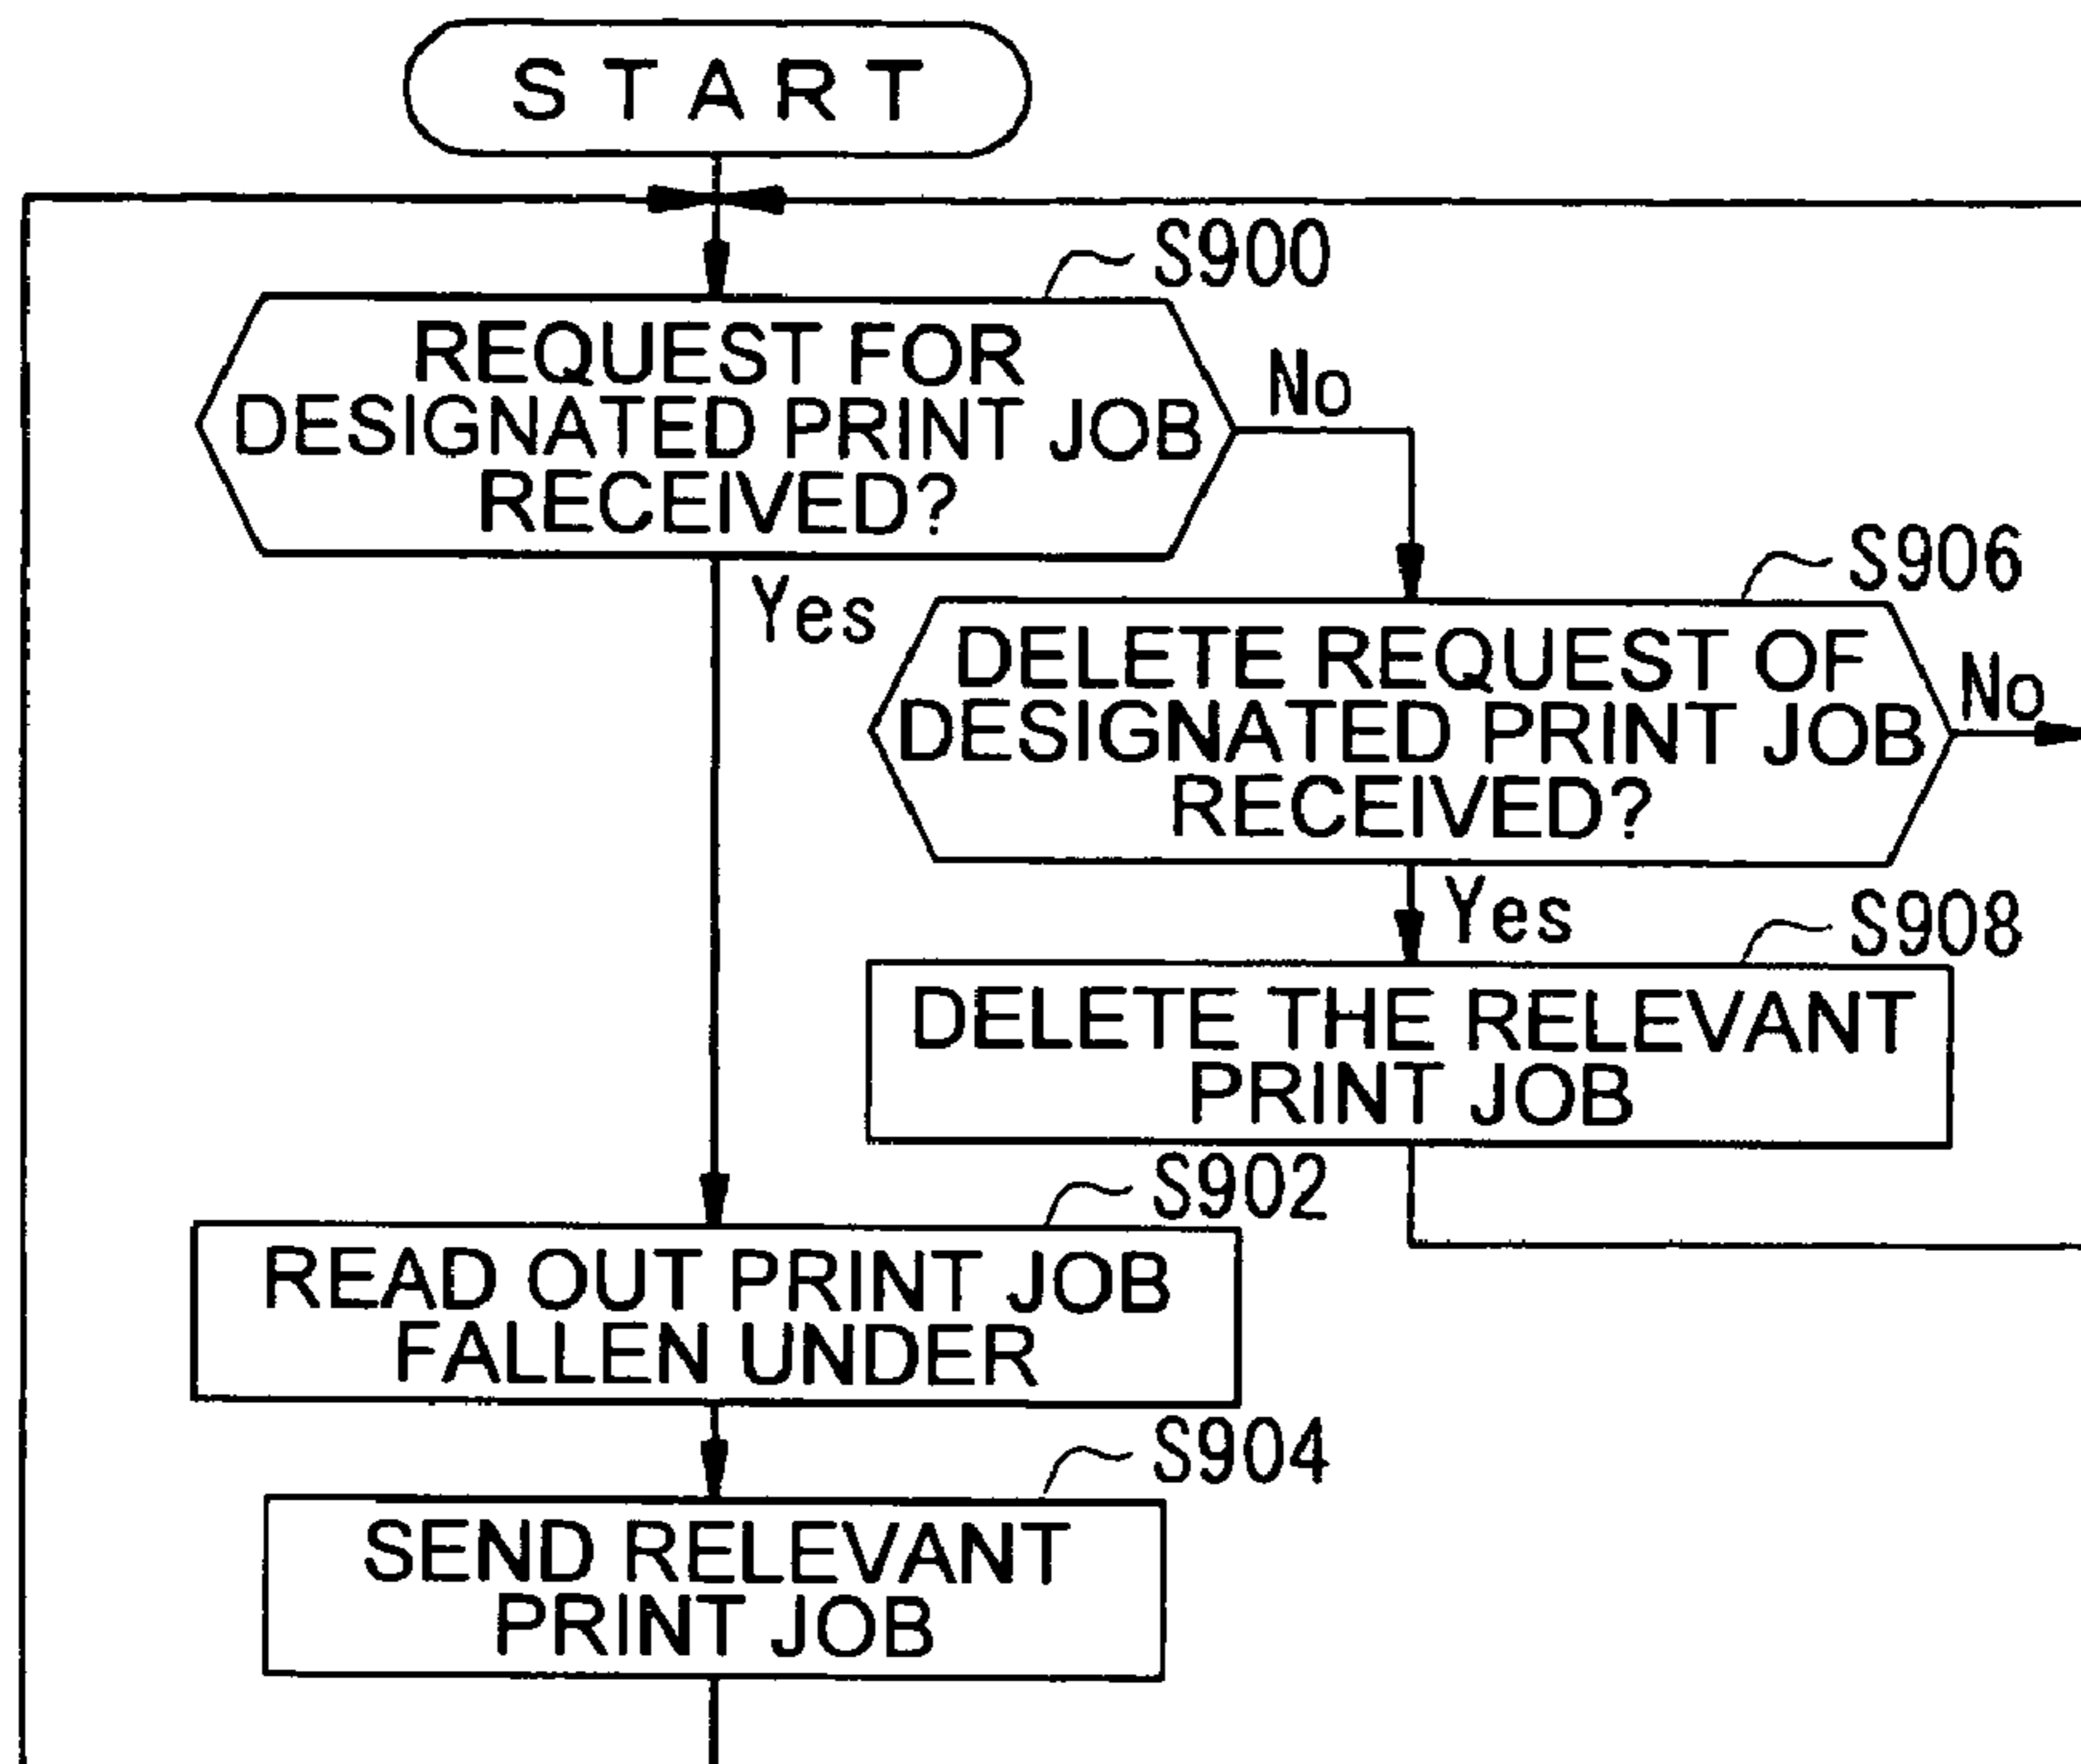 START
S900
REQUEST FOR
DESIGNATED PRINT JOB
RECEIVED?
No
Yes
S906
DELETE REQUEST OF
DESIGNATED PRINT JOB
RECEIVED?
No
Yes
S908
DELETE THE RELEVANT
PRINT JOB
S902
READ OUT PRINT JOB
FALLEN UNDER
S904
SEND RELEVANT
PRINT JOB